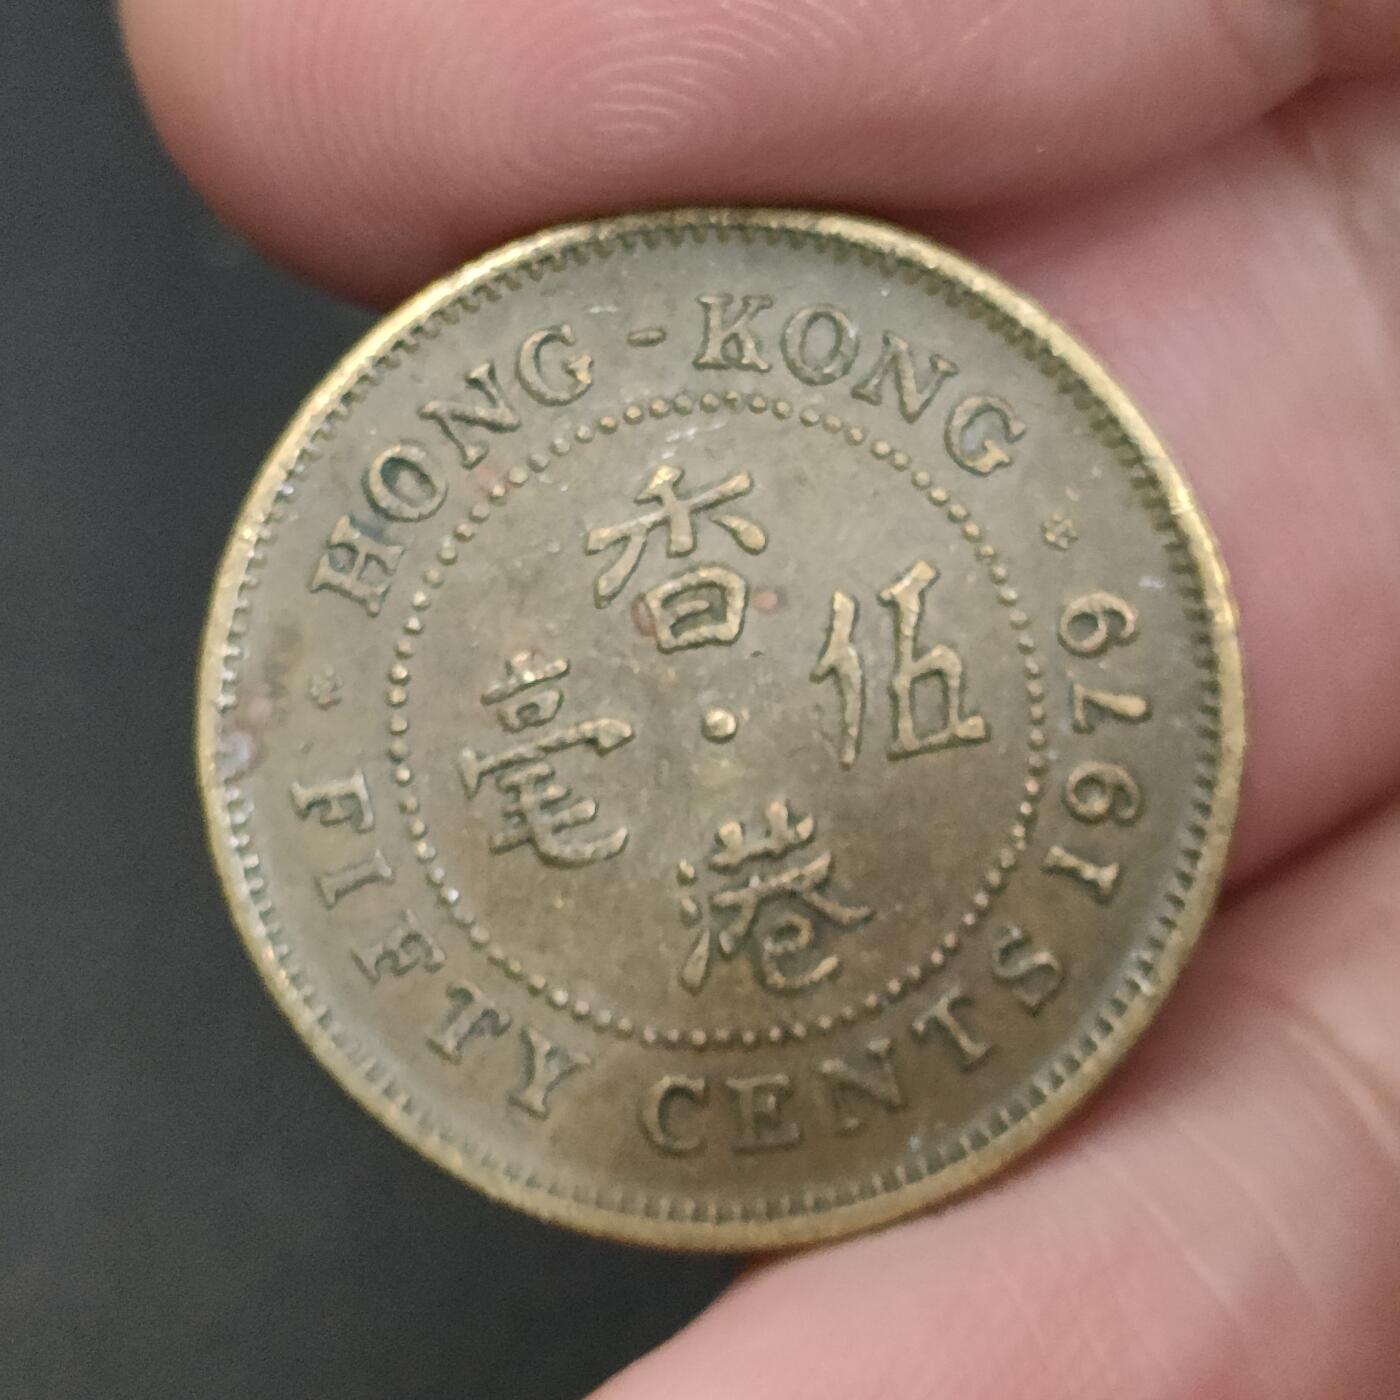 HONG-KONG
1979
FIFTY CENTS
香港
伍毫